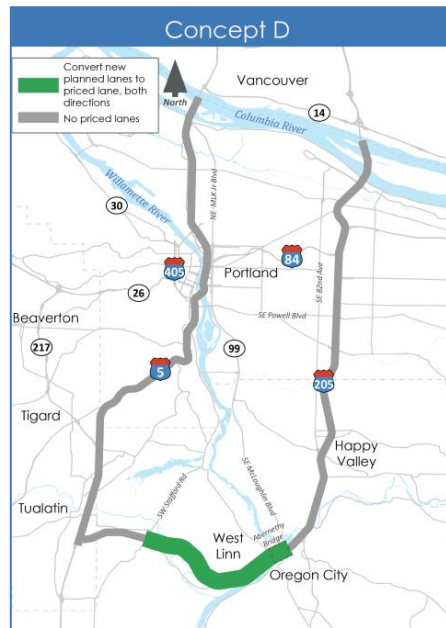 Concept D
Convert new
planned lanes to
priced lane, both
directions
No priced lanes
North
Vancouver
14
Columbia River
Willamette River
NE MLK Jr Blvd
30
405
Portland
84
SE 82nd Ave
26
Beaverton
SE Powell Blvd
217
99
5
205
Tigard
Happy
Valley
SE McLoughlin Blvd
Tualatin
SW Stafford Rd
West
Linn
Abernethy
Bridge
Oregon City